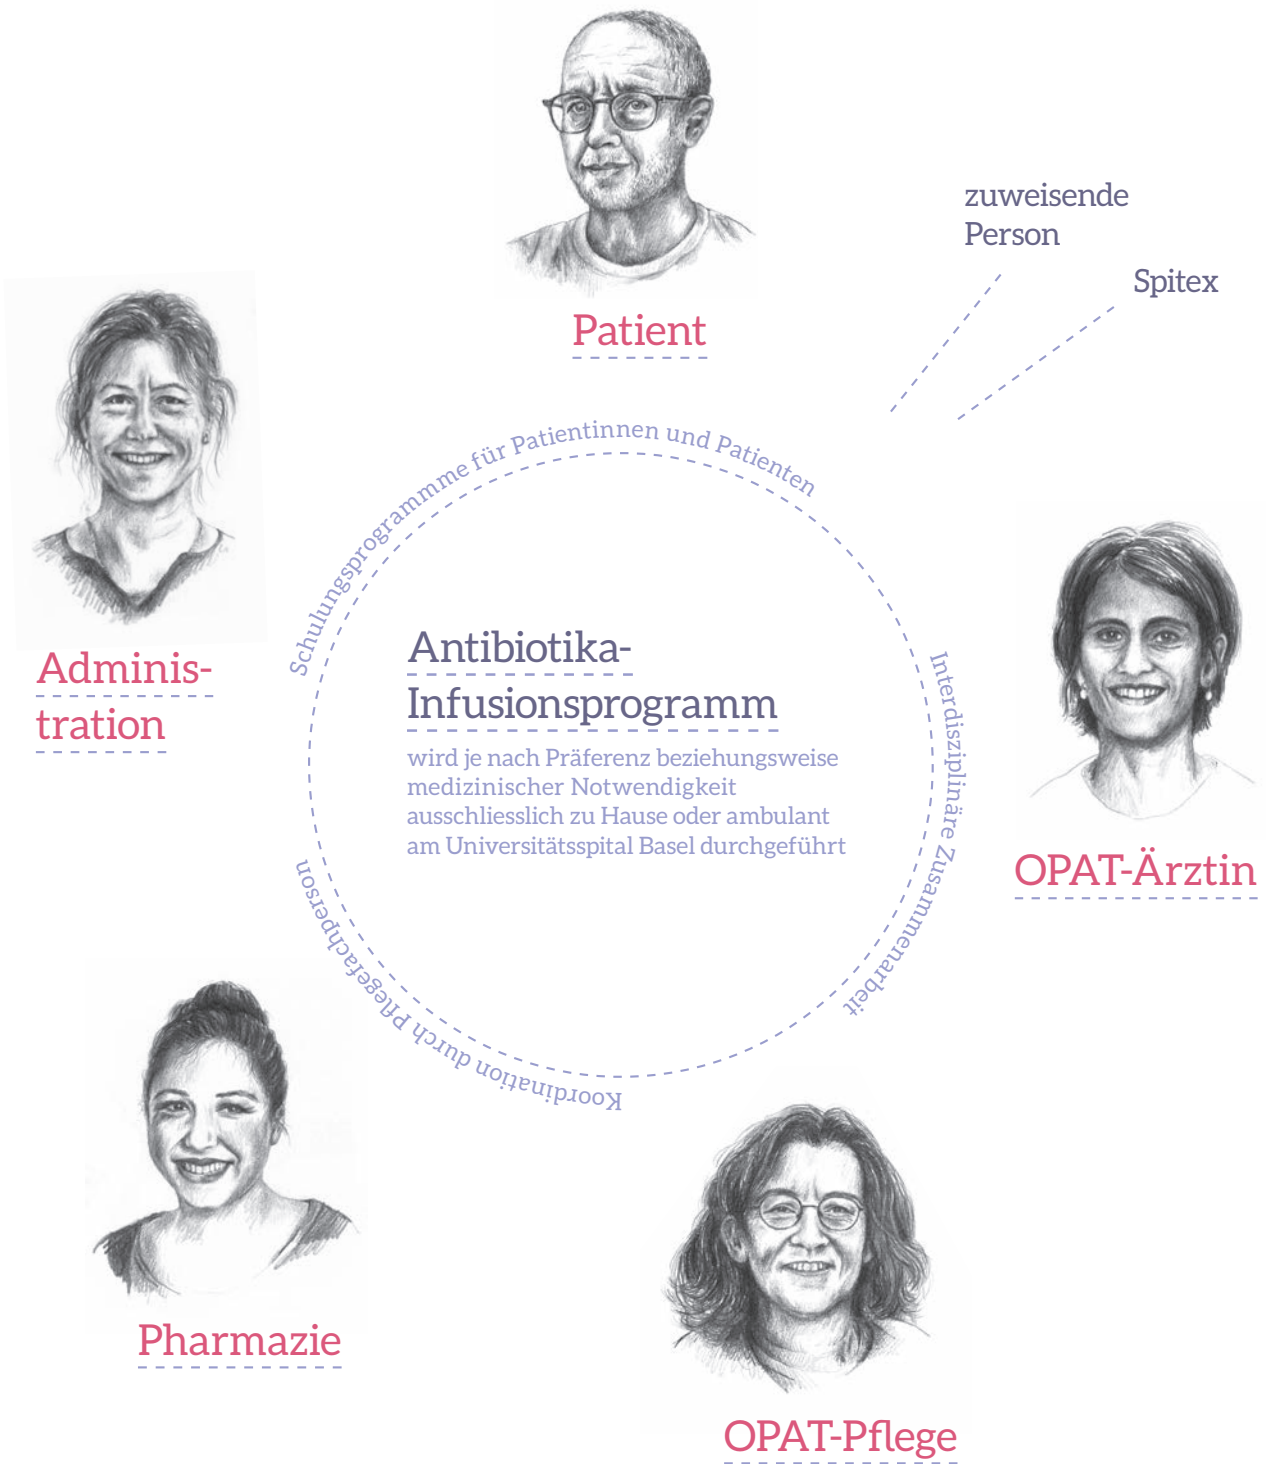 Patient
zuweisende
Person
Spitex
Adminis-
tration
Schulungsprogrammme für Patientinnen und Patienten
Antibiotika-
Infusionsprogramm
wird je nach Präferenz beziehungsweise
medizinischer Notwendigkeit
ausschliesslich zu Hause oder ambulant
am Universitätsspital Basel durchgeführt
Interdisziplinäre Zusammenarbeit
OPAT-Ärztin
Koordination durch Pflegefachperson
Pharmazie
OPAT-Pflege